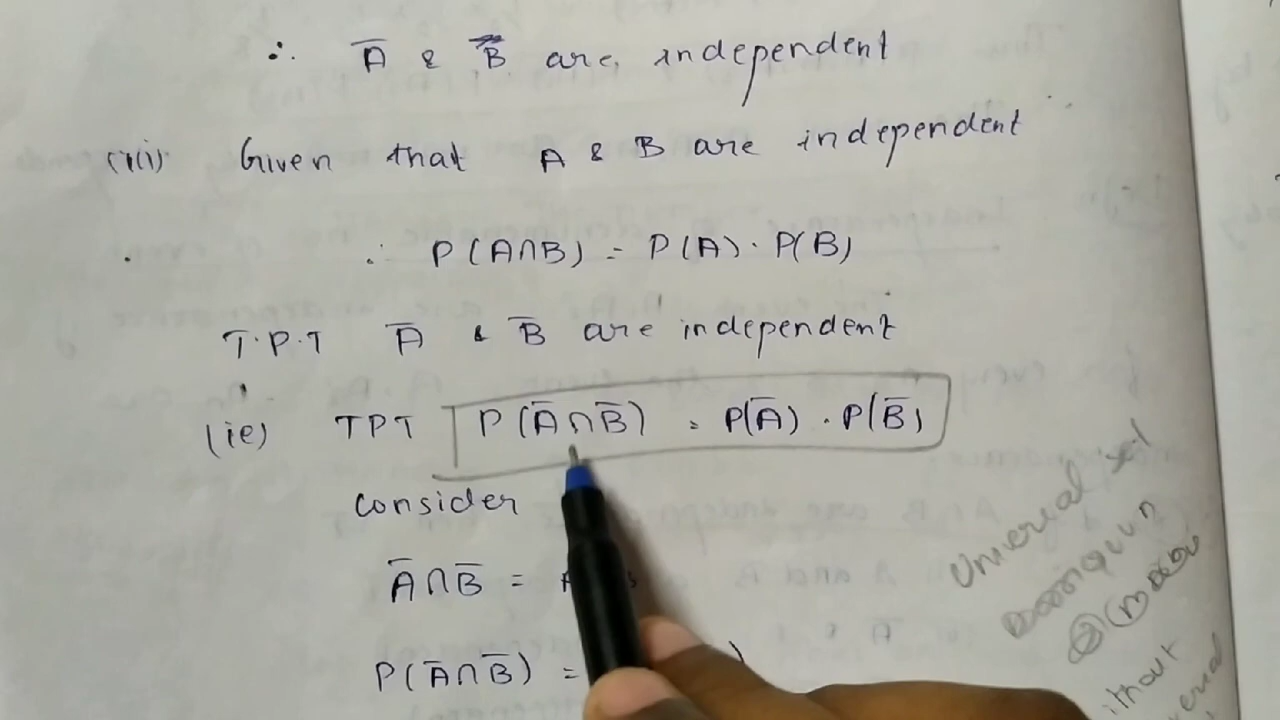 ∴ A̅ & B̅ are independent
(iii) Given that A & B are independent
∴ P(A∩B) = P(A) · P(B)
T.P.T A̅ & B̅ are independent
(ie) TPT P(A̅∩B̅) = P(A̅) · P(B̅)
consider
A̅∩B̅ =
P(A̅∩B̅) =